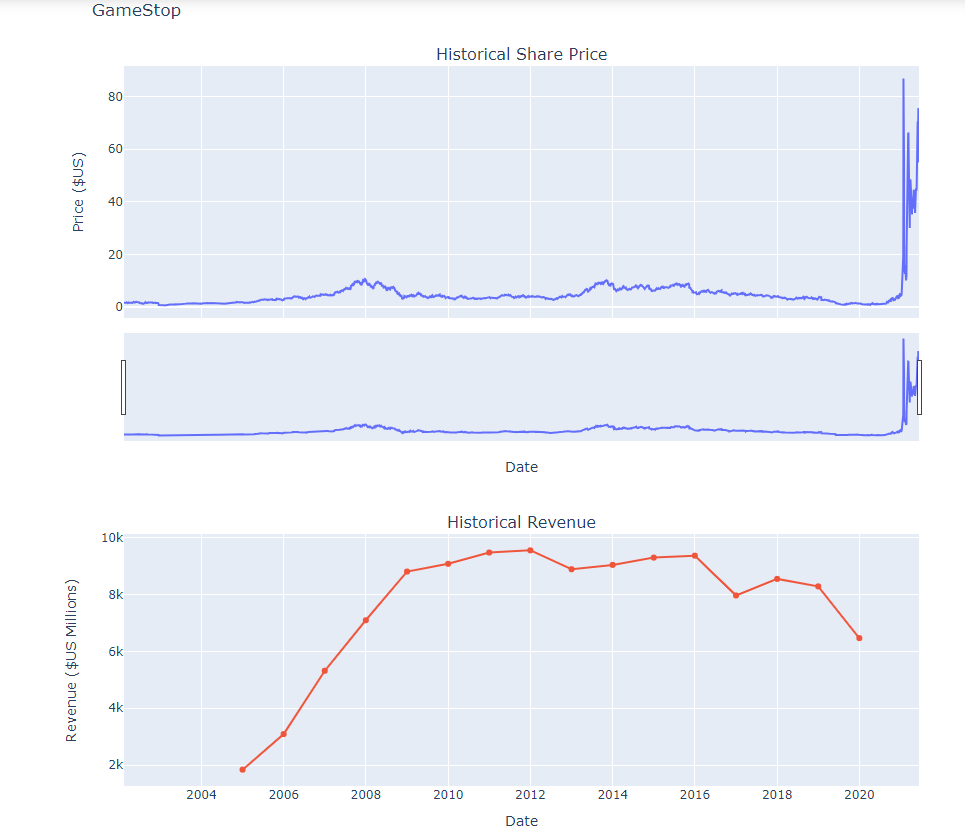 GameStop
Historical Share Price
Price ($US)
80
60
40
20
0
Date
Historical Revenue
Revenue ($US Millions)
10k
8k
6k
4k
2k
2004 2006 2008 2010 2012 2014 2016 2018 2020
Date